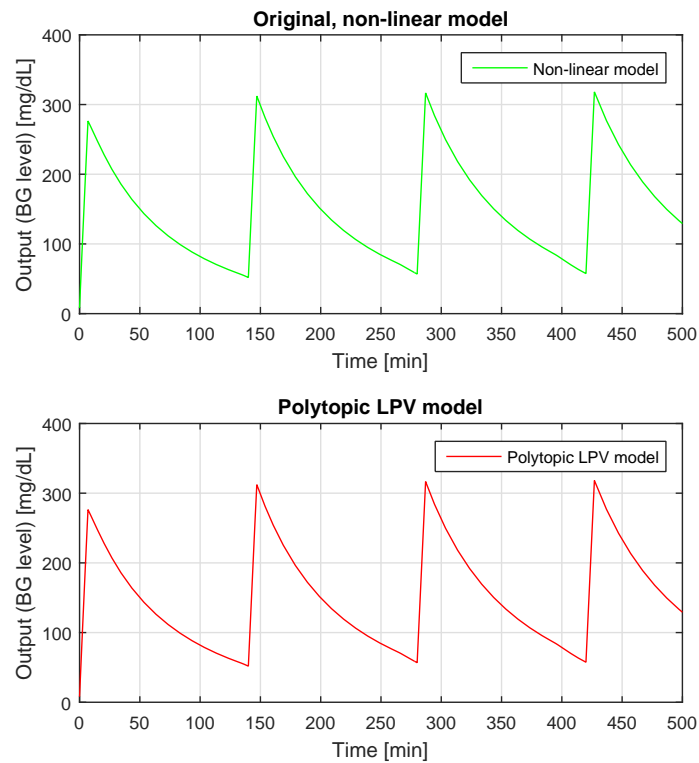 Original, non-linear model
Output (BG level) [mg/dL]
400
300
200
100
0
Non-linear model
0 50 100 150 200 250 300 350 400 450 500
Time [min]
Polytopic LPV model
Output (BG level) [mg/dL]
400
300
200
100
0
Polytopic LPV model
0 50 100 150 200 250 300 350 400 450 500
Time [min]